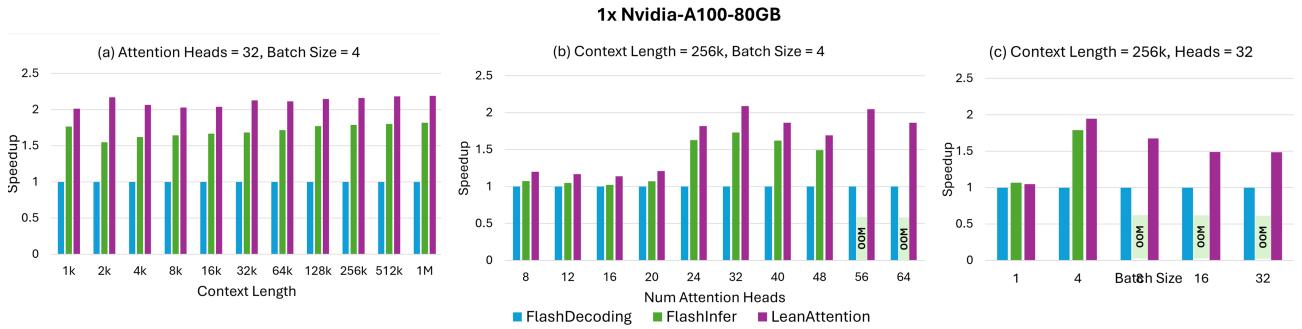 1x Nvidia-A100-80GB
(a) Attention Heads = 32, Batch Size = 4
2.5
2
1.5
1
0.5
0
Speedup
1k 2k 4k 8k 16k 32k 64k 128k 256k 512k 1M
Context Length
(b) Context Length = 256k, Batch Size = 4
2.5
2
1.5
1
0.5
0
Speedup
OOM OOM
8 12 16 20 24 32 40 48 56 64
Num Attention Heads
(c) Context Length = 256k, Heads = 32
2.5
2
1.5
1
0.5
0
Speedup
OOM OOM OOM
1 4 8 16 32
Batch Size
FlashDecoding FlashInfer LeanAttention